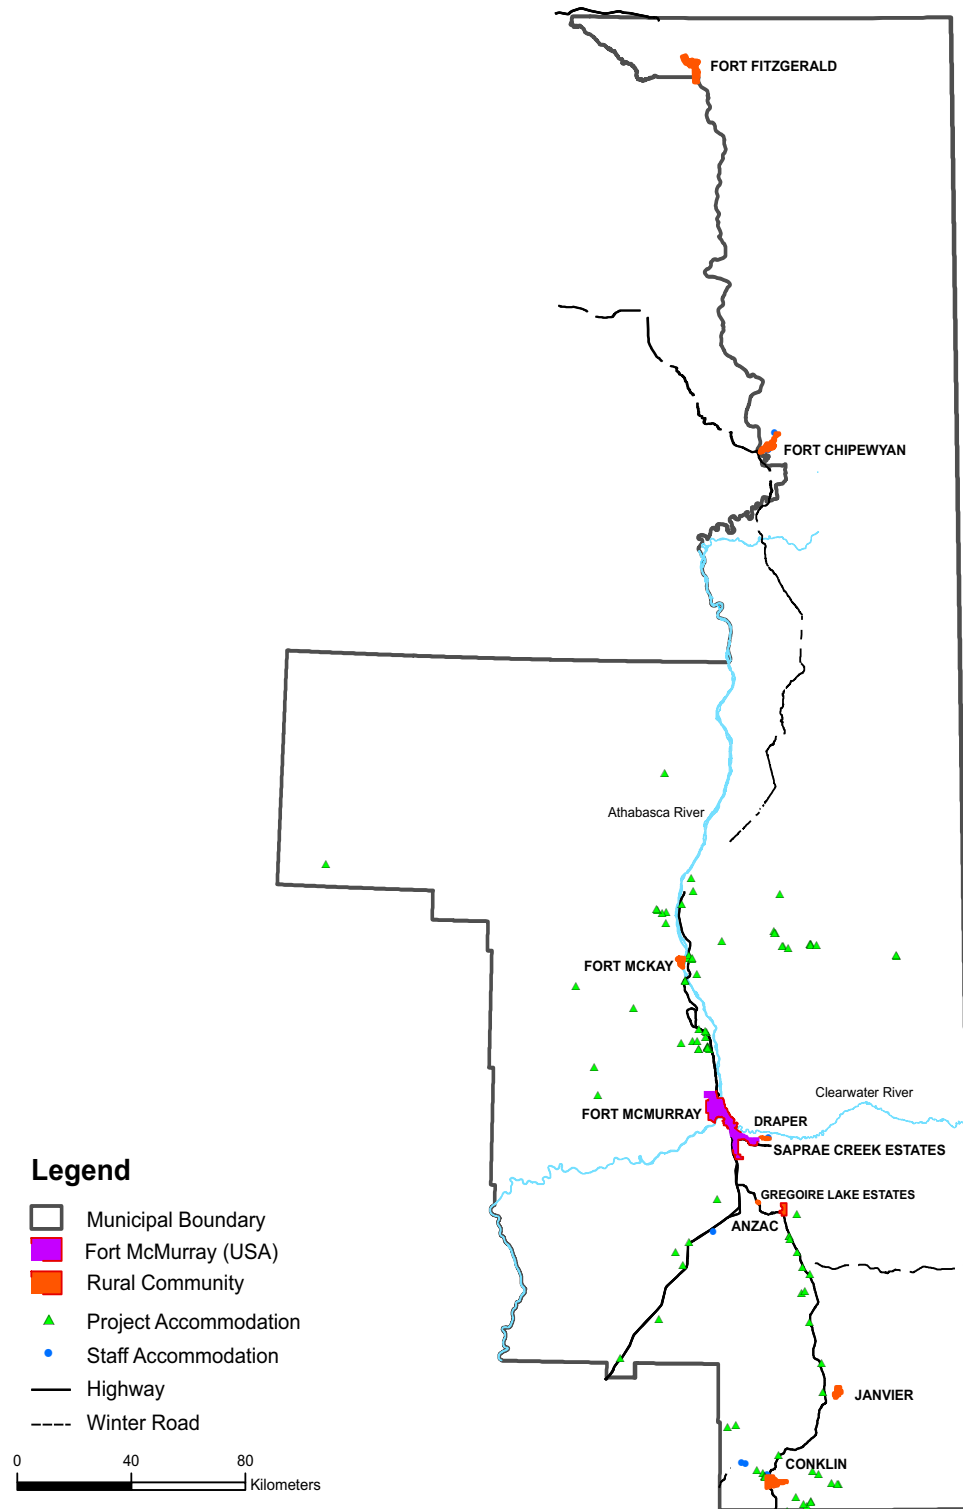 FORT FITZGERALD
FORT CHIPEWYAN
Athabasca River
FORT MCKAY
Clearwater River
FORT MCMURRAY
DRAPER
SAPRAE CREEK ESTATES
GREGOIRE LAKE ESTATES
ANZAC
JANVIER
CONKLIN
Legend
Municipal Boundary
Fort McMurray (USA)
Rural Community
Project Accommodation
Staff Accommodation
Highway
Winter Road
0 40 80
Kilometers